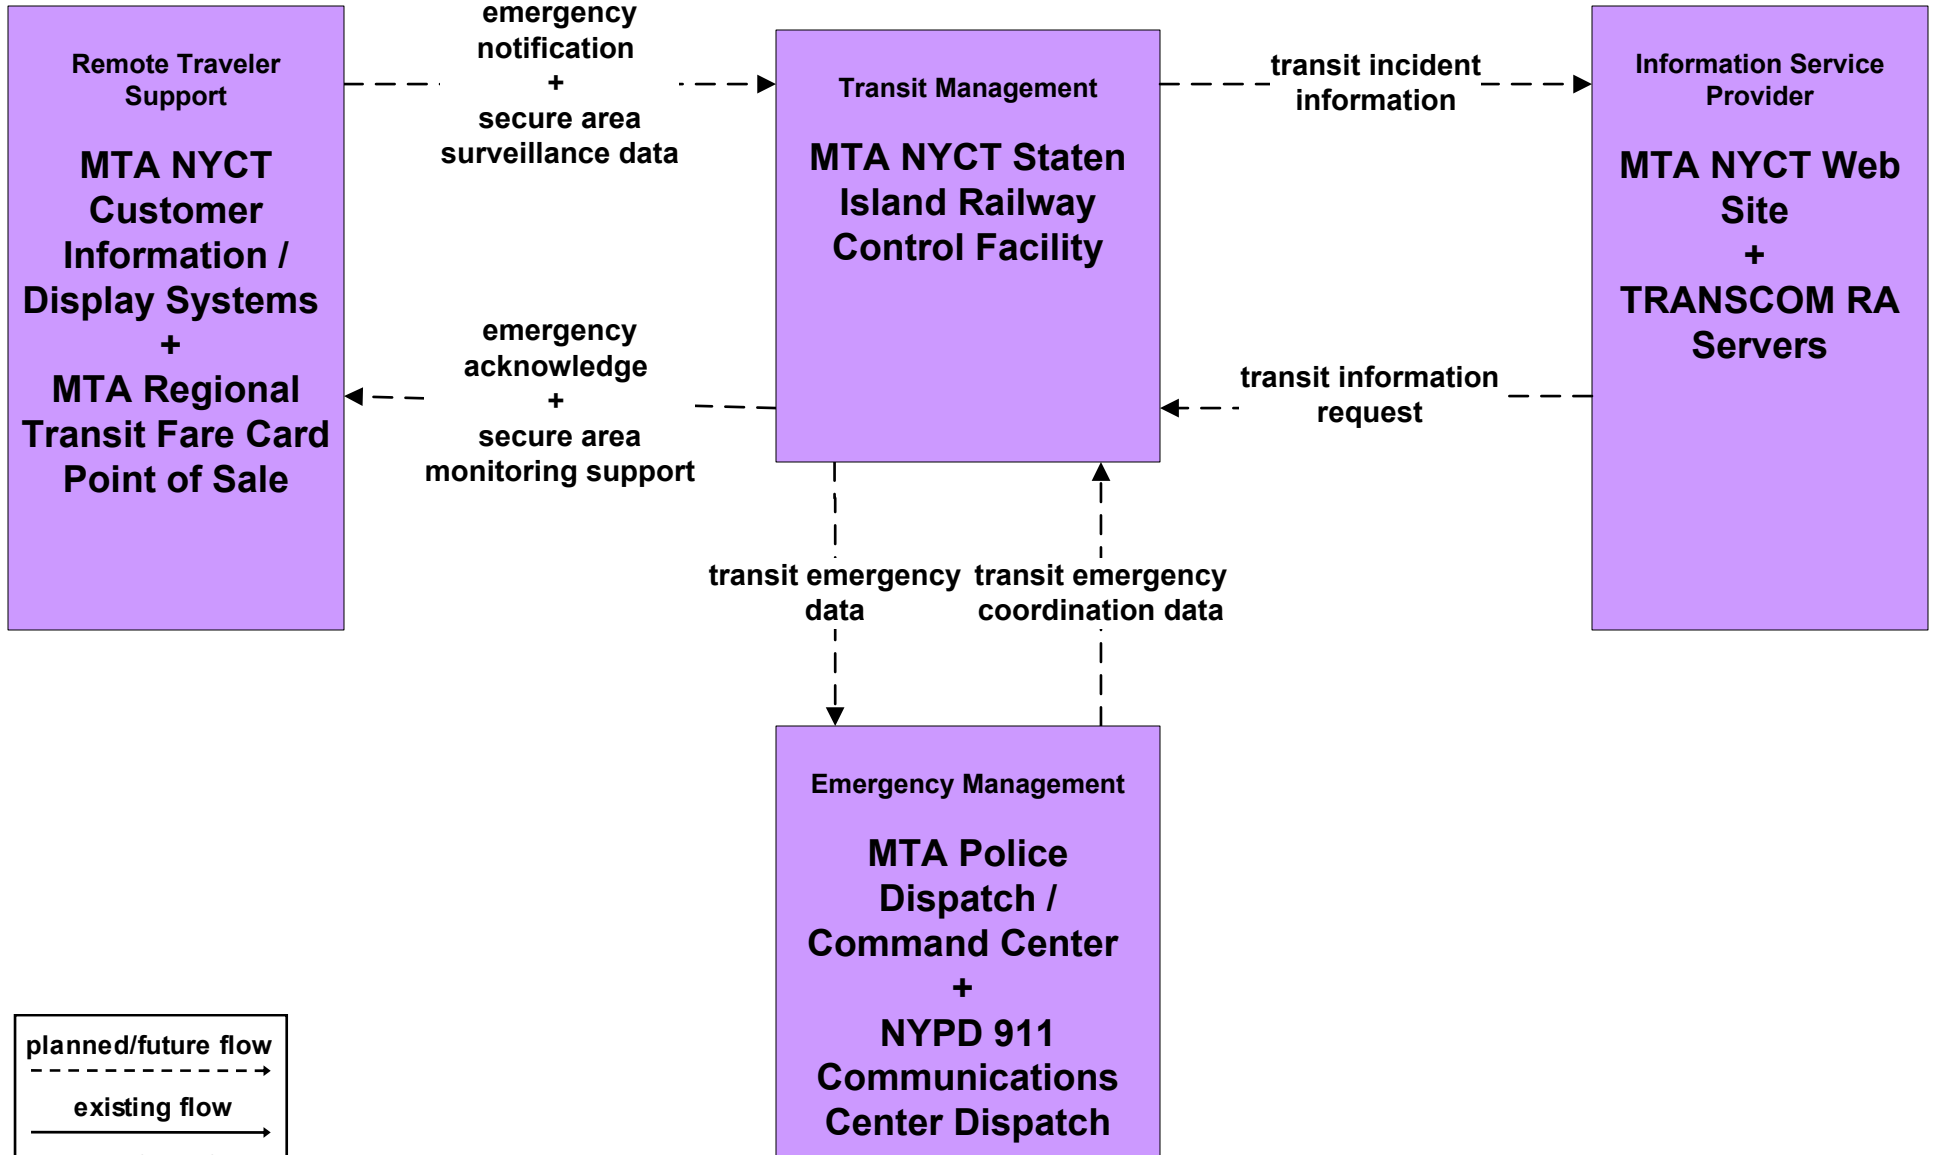 Remote Traveler
Support
MTA NYCT
Customer
Information /
Display Systems
+
MTA Regional
Transit Fare Card
Point of Sale
emergency
notification
+
secure area
surveillance data
emergency
acknowledge
+
secure area
monitoring support
Transit Management
MTA NYCT Staten
Island Railway
Control Facility
transit incident
information
transit information
request
Information Service
Provider
MTA NYCT Web
Site
+
TRANSCOM RA
Servers
transit emergency
data
transit emergency
coordination data
Emergency Management
MTA Police
Dispatch /
Command Center
+
NYPD 911
Communications
Center Dispatch
planned/future flow
existing flow